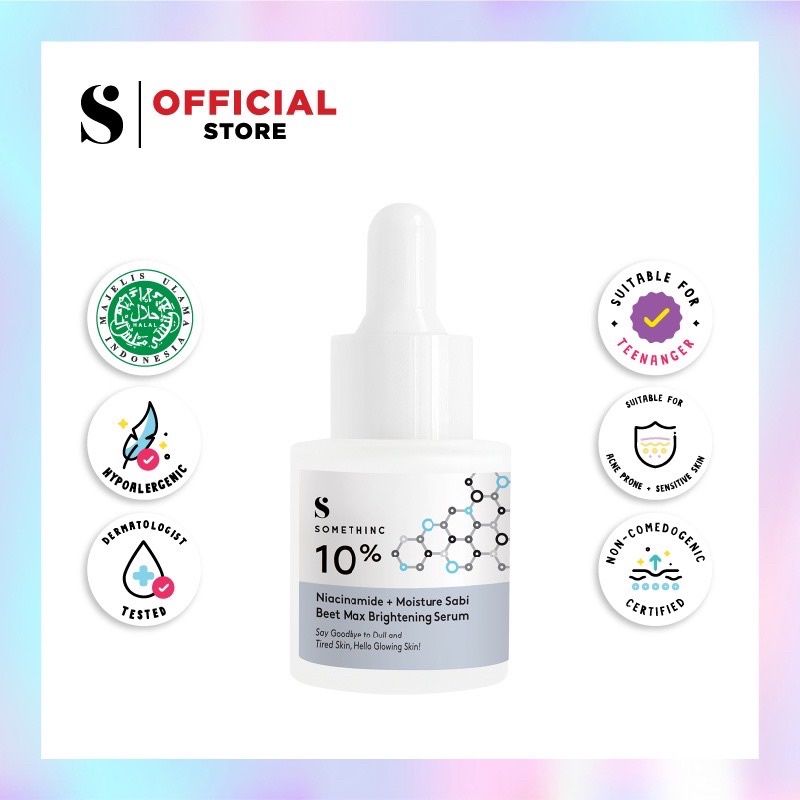 S
OFFICIAL
STORE
MAJELIS ULAMA
حلال
HALAL
INDONESIA
HYPOALERGENIC
DERMATOLOGIST
TESTED
S
SOMETHINC
10%
Niacinamide + Moisture Sabi
Beet Max Brightening Serum
Say Goodbye to Dull and
Tired Skin, Hello Glowing Skin!
SUITABLE FOR
TEENANGER
SUITABLE FOR
ACNE PRONE + SENSITIVE SKIN
NON-COMEDOGENIC
CERTIFIED